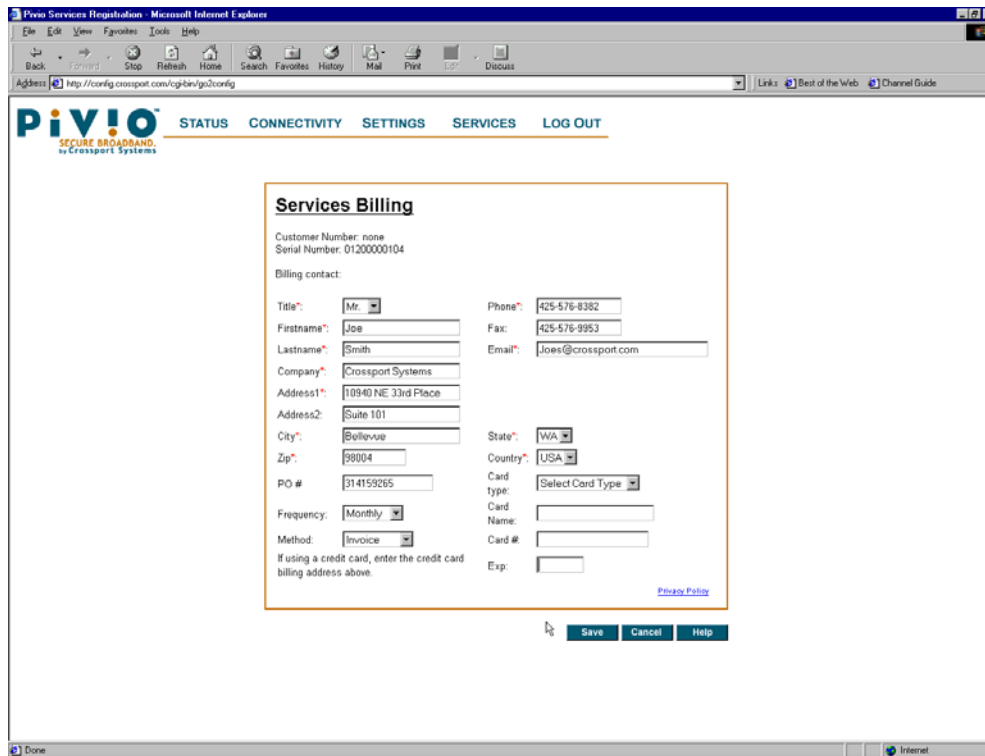 Pivio Services Registration - Microsoft Internet Explorer
File Edit View Favorites Tools Help
Back Forward Stop Refresh Home Search Favorites History Mail Print Edit Discuss
Address http://config.crossport.com/cgi-bin/go2config Links Best of the Web Channel Guide
PiV!O™ STATUS CONNECTIVITY SETTINGS SERVICES LOG OUT
SECURE BROADBAND.
by Crossport Systems
Services Billing
Customer Number: none
Serial Number: 01200000104
Billing contact:
Title*: Mr. Phone*: 425-576-8382
Firstname*: Joe Fax: 425-576-9953
Lastname*: Smith Email*: Joes@crossport.com
Company*: Crossport Systems
Address1*: 10940 NE 33rd Place
Address2: Suite 101
City*: Bellevue State*: WA
Zip*: 98004 Country*: USA
PO # 314159265 Card type: Select Card Type
Frequency: Monthly Card Name:
Method: Invoice Card #:
If using a credit card, enter the credit card
billing address above. Exp:
Privacy Policy
Save Cancel Help
Done Internet